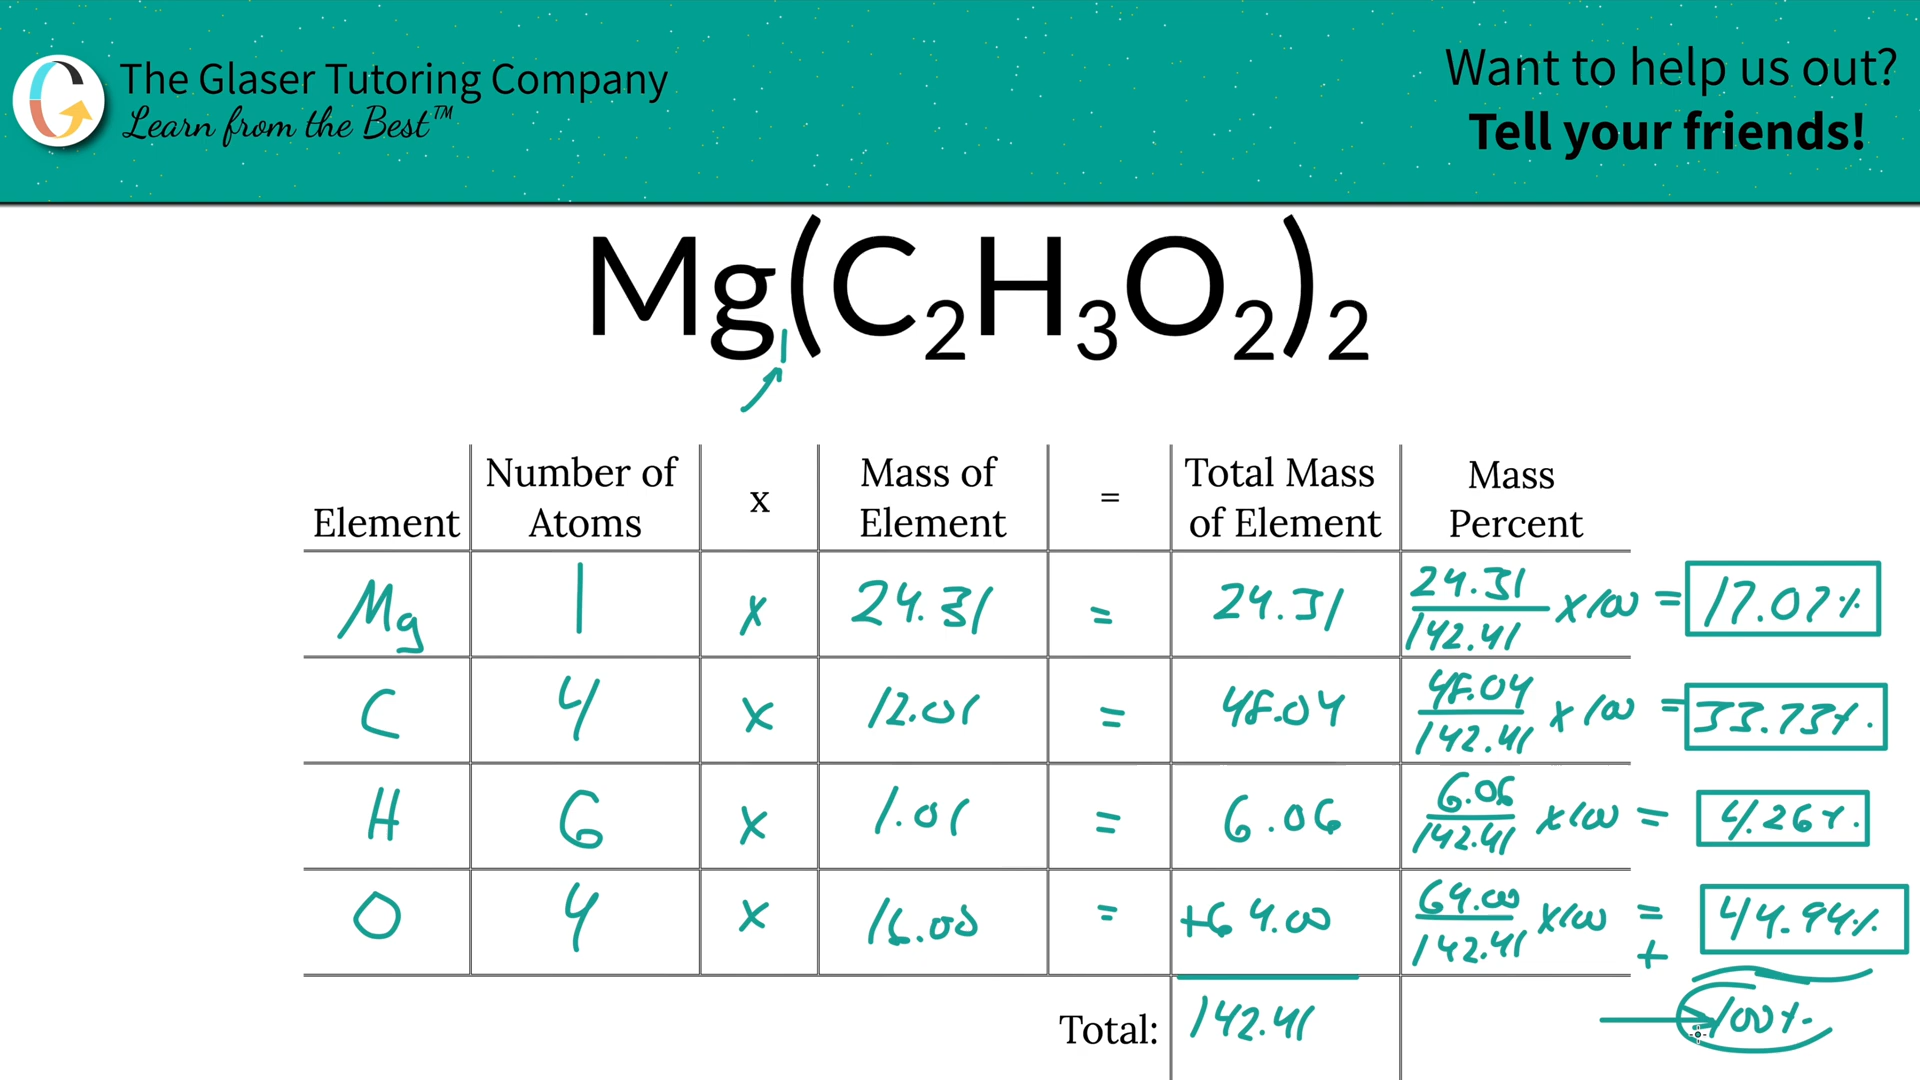 The Glaser Tutoring Company
Learn from the Best™
Want to help us out?
Tell your friends!
Mg(C₂H₃O₂)₂
1
Element Number of Atoms x Mass of Element = Total Mass of Element Mass Percent
Mg 1 x 24.31 = 24.31 24.31/142.41 x100 = 17.07%
C 4 x 12.01 = 48.04 48.04/142.41 x100 = 33.73%.
H 6 x 1.01 = 6.06 6.06/142.41 x100 = 4.26%.
O 4 x 16.00 = +64.00 64.00/142.41 x100 = 44.94%
+
Total: 142.41 100%